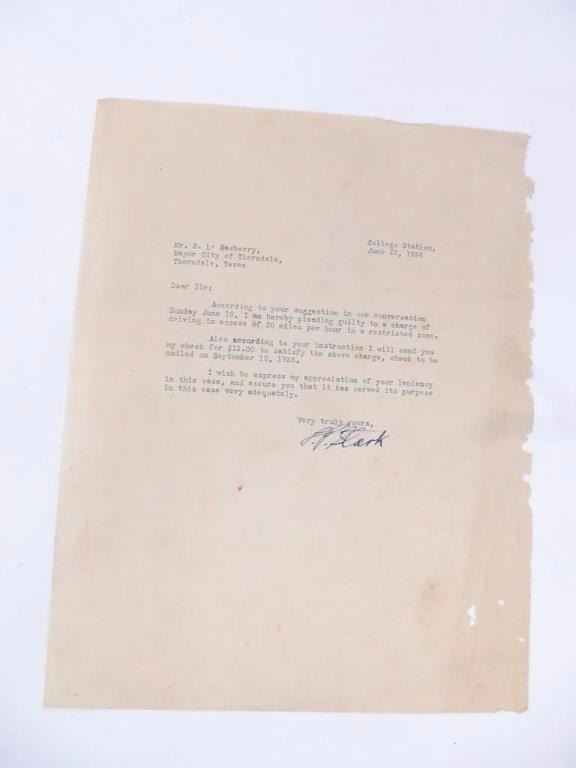 College Station,
June 22, 1938
Mr. B. L. Hasberry,
Mayor City of Thorndale,
Thorndale, Texas
Dear Sir:
According to your suggestion in our conversation
Sunday June 19, I am hereby pleading guilty to a charge of
driving in excess of 20 miles per hour in a restricted zone.
Also according to your instruction I will send you
my check for $13.00 to satisfy the above charge, check to be
mailed on September 15, 1938.
I wish to express my appreciation of your leniency
in this case, and assure you that it has served its purpose
in this case very adequately.
Very truly yours,